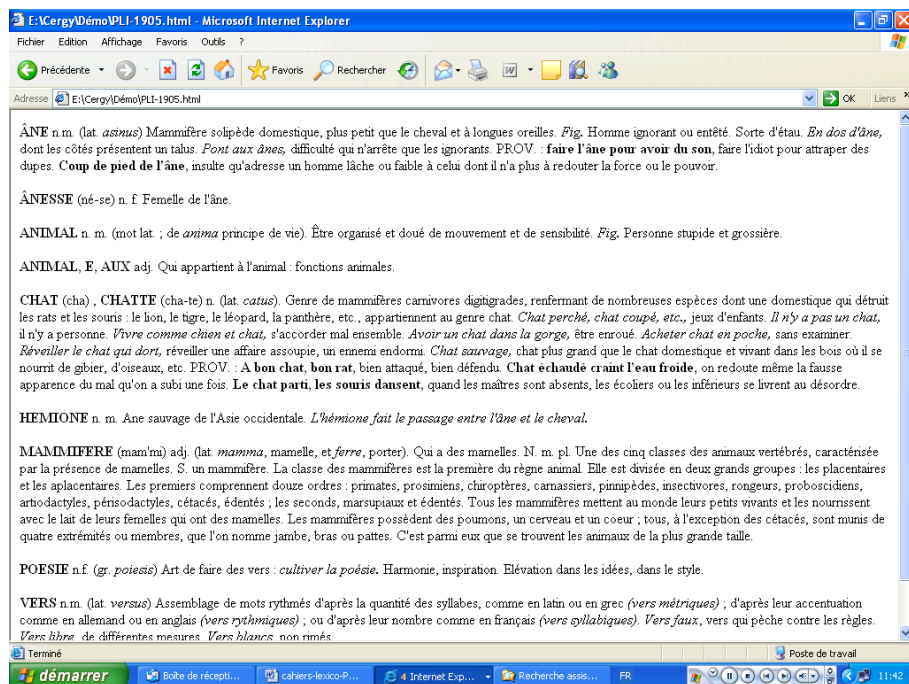 E:\Cergy\Démo\PLI-1905.html - Microsoft Internet Explorer
Fichier Edition Affichage Favoris Outils ?
Précédente Favoris Rechercher
Adresse E:\Cergy\Démo\PLI-1905.html OK Liens »
ÂNE n.m. (lat. asinus) Mammifère solipède domestique, plus petit que le cheval et à longues oreilles. Fig. Homme ignorant ou entêté. Sorte d'étau. En dos d'âne,
dont les côtés présentent un talus. Pont aux ânes, difficulté qui n'arrête que les ignorants. PROV. : faire l'âne pour avoir du son, faire l'idiot pour attraper des
dupes. Coup de pied de l'âne, insulte qu'adresse un homme lâche ou faible à celui dont il n'a plus à redouter la force ou le pouvoir.
ÂNESSE (né-se) n. f. Femelle de l'âne.
ANIMAL n. m. (mot lat. ; de anima principe de vie). Être organisé et doué de mouvement et de sensibilité. Fig. Personne stupide et grossière.
ANIMAL, E, AUX adj. Qui appartient à l'animal : fonctions animales.
CHAT (cha) , CHATTE (cha-te) n. (lat. catus). Genre de mammifères carnivores digitigrades, renfermant de nombreuses espèces dont une domestique qui détruit
les rats et les souris : le lion, le tigre, le léopard, la panthère, etc., appartiennent au genre chat. Chat perché, chat coupé, etc., jeux d'enfants. Il n'y a pas un chat,
il n'y a personne. Vivre comme chien et chat, s'accorder mal ensemble. Avoir un chat dans la gorge, être enroué. Acheter chat en poche, sans examiner.
Réveiller le chat qui dort, réveiller une affaire assoupie, un ennemi endormi. Chat sauvage, chat plus grand que le chat domestique et vivant dans les bois où il se
nourrit de gibier, d'oiseaux, etc. PROV. : A bon chat, bon rat, bien attaqué, bien défendu. Chat échaudé craint l'eau froide, on redoute même la fausse
apparence du mal qu'on a subi une fois. Le chat parti, les souris dansent, quand les maîtres sont absents, les écoliers ou les inférieurs se livrent au désordre.
HEMIONE n. m. Ane sauvage de l'Asie occidentale. L'hémione fait le passage entre l'âne et le cheval.
MAMMIFERE (mam'mi) adj. (lat. mamma, mamelle, et ferre, porter). Qui a des mamelles. N. m. pl. Une des cinq classes des animaux vertébrés, caractérisée
par la présence de mamelles. S. un mammifère. La classe des mammifères est la première du règne animal. Elle est divisée en deux grands groupes : les placentaires
et les aplacentaires. Les premiers comprennent douze ordres : primates, prosimiens, chiroptères, carnassiers, pinnipèdes, insectivores, rongeurs, proboscidiens,
artiodactyles, périsodactyles, cétacés, édentés ; les seconds, marsupiaux et édentés. Tous les mammifères mettent au monde leurs petits vivants et les nourrissent
avec le lait de leurs femelles qui ont des mamelles. Les mammifères possèdent des poumons, un cerveau et un coeur ; tous, à l'exception des cétacés, sont munis de
quatre extrémités ou membres, que l'on nomme jambe, bras ou pattes. C'est parmi eux que se trouvent les animaux de la plus grande taille.
POESIE n.f. (gr. poiesis) Art de faire des vers : cultiver la poésie. Harmonie, inspiration. Elévation dans les idées, dans le style.
VERS n.m. (lat. versus) Assemblage de mots rythmés d'après la quantité des syllabes, comme en latin ou en grec (vers métriques) ; d'après leur accentuation
comme en allemand ou en anglais (vers rythmiques) ; ou d'après leur nombre comme en français (vers syllabiques). Vers faux, vers qui pèche contre les règles.
Vers libre, de différentes mesures. Vers blancs, non rimés
Terminé Poste de travail
démarrer Boîte de récepti... cahiers-lexico-P... 4 Internet Exp... Recherche assis... FR 11:42